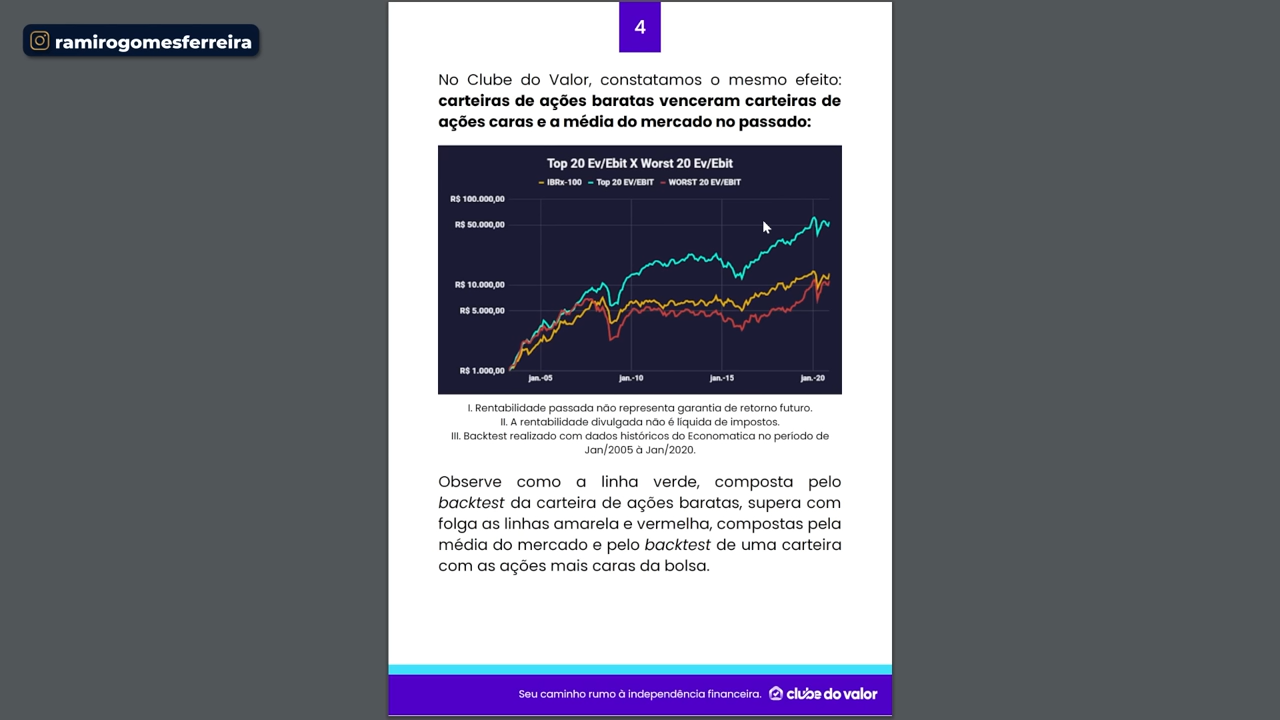 ramirogomesferreira
4
No Clube do Valor, constatamos o mesmo efeito:
carteiras de ações baratas venceram carteiras de
ações caras e a média do mercado no passado:
Top 20 Ev/Ebit X Worst 20 Ev/Ebit
IBRx-100 Top 20 EV/EBIT WORST 20 EV/EBIT
R$ 100.000,00
R$ 50.000,00
R$ 10.000,00
R$ 5.000,00
R$ 1.000,00
jan.-05 jan.-10 jan.-15 jan.-20
I. Rentabilidade passada não representa garantia de retorno futuro.
II. A rentabilidade divulgada não é líquida de impostos.
III. Backtest realizado com dados históricos do Economatica no período de
Jan/2005 à Jan/2020.
Observe como a linha verde, composta pelo
backtest da carteira de ações baratas, supera com
folga as linhas amarela e vermelha, compostas pela
média do mercado e pelo backtest de uma carteira
com as ações mais caras da bolsa.
Seu caminho rumo à independência financeira. clube do valor